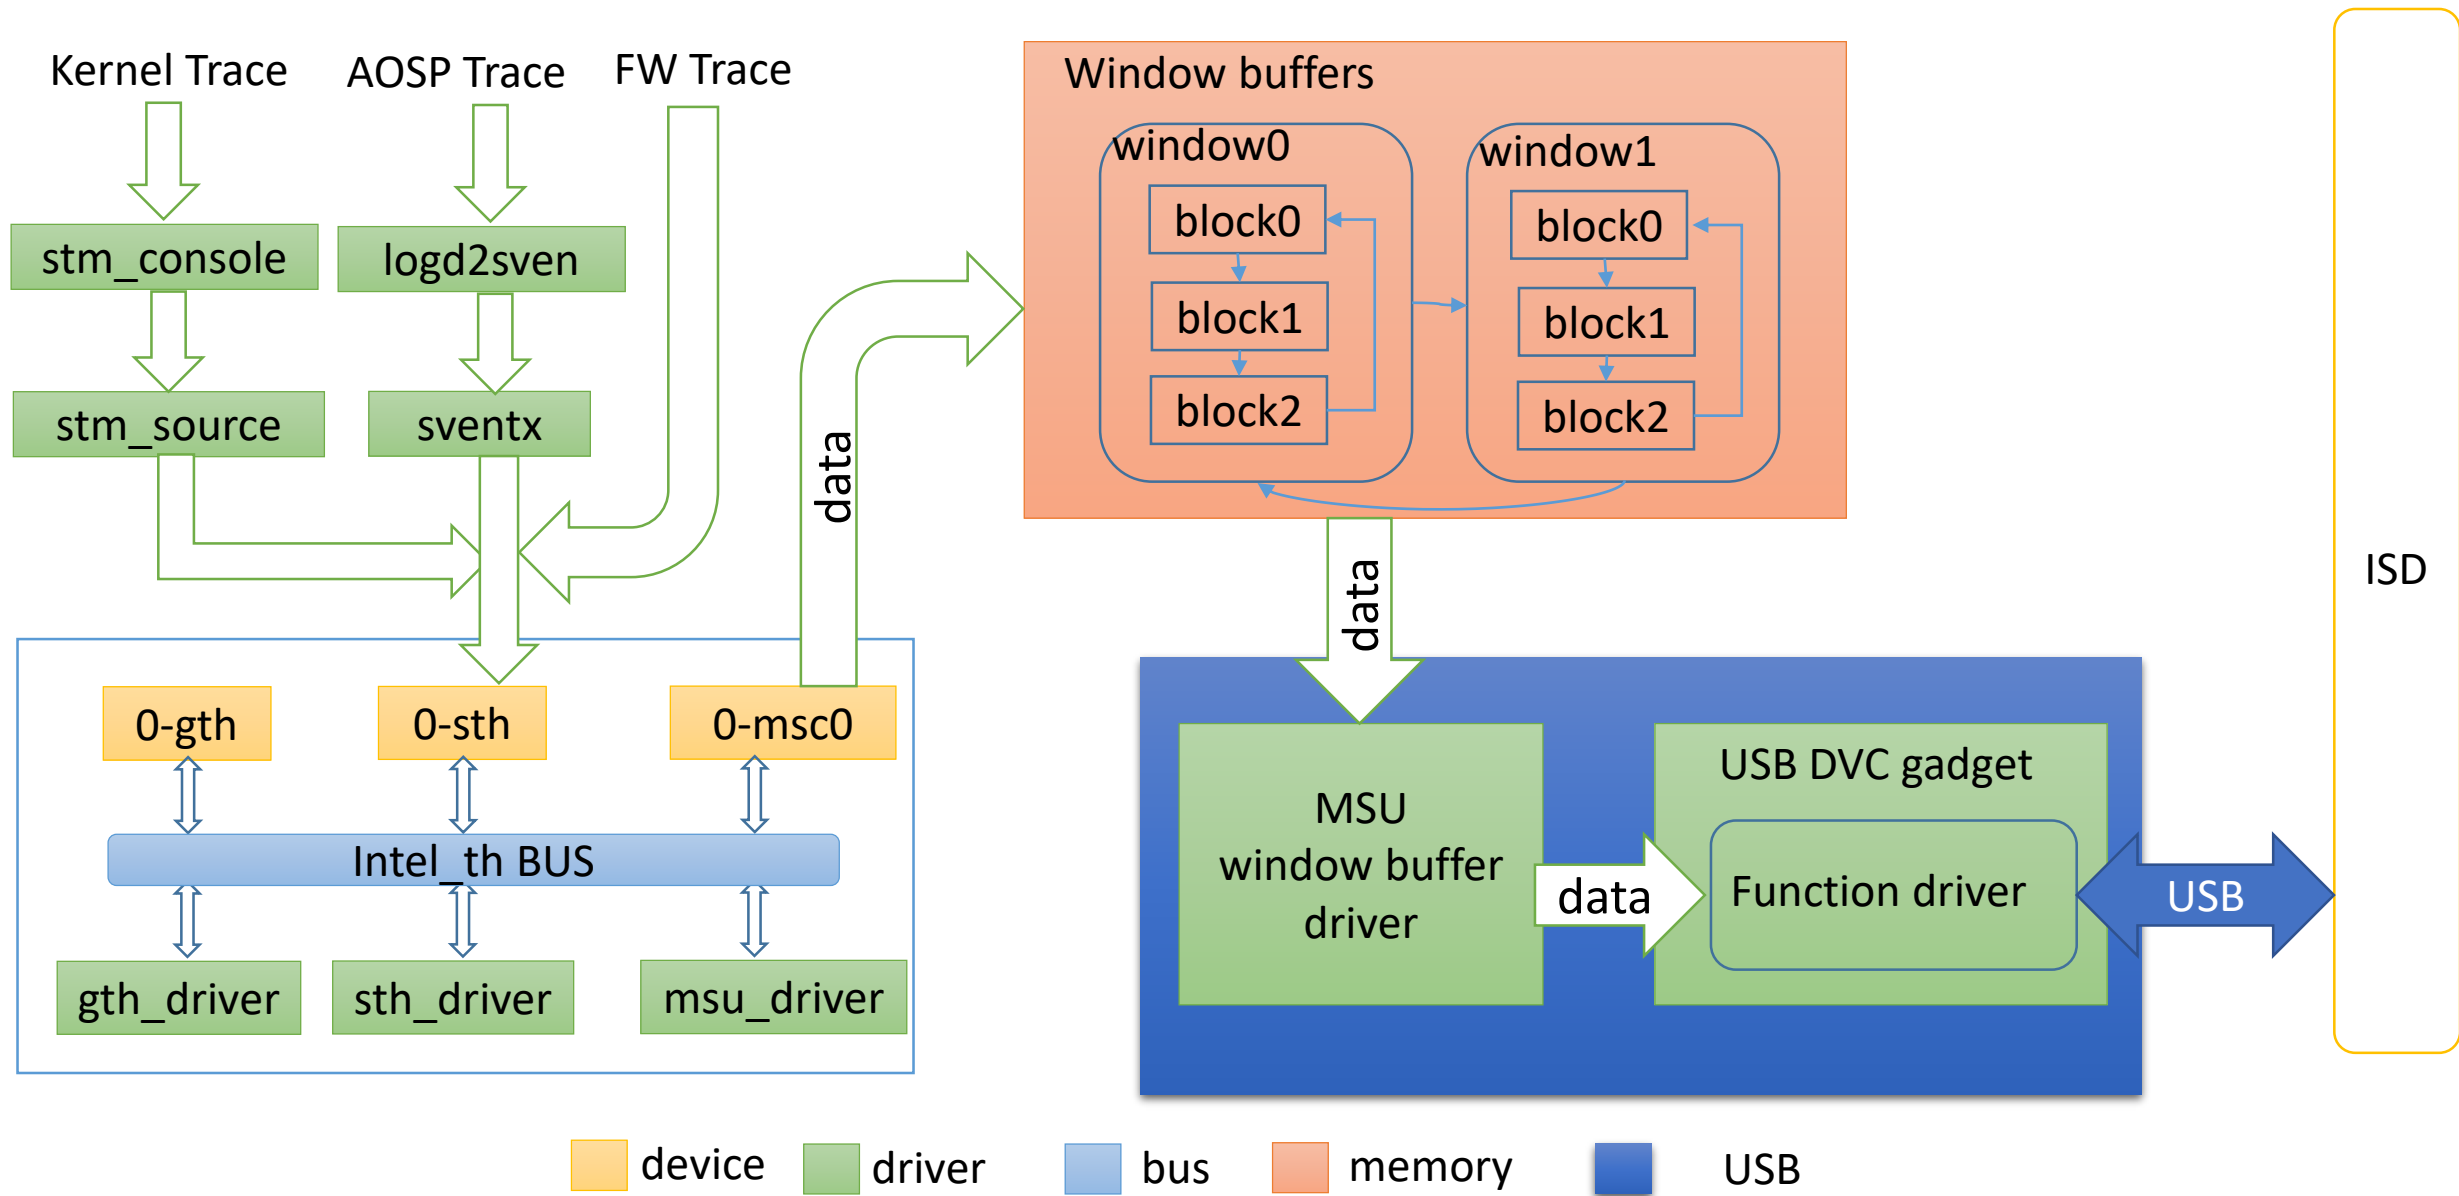 Kernel Trace
AOSP Trace
FW Trace
stm_console
logd2sven
stm_source
sventx
data
Window buffers
window0
block0
block1
block2
window1
block0
block1
block2
data
ISD
0-gth
0-sth
0-msc0
Intel_th BUS
gth_driver
sth_driver
msu_driver
MSU
window buffer
driver
data
USB DVC gadget
Function driver
USB
device
driver
bus
memory
USB